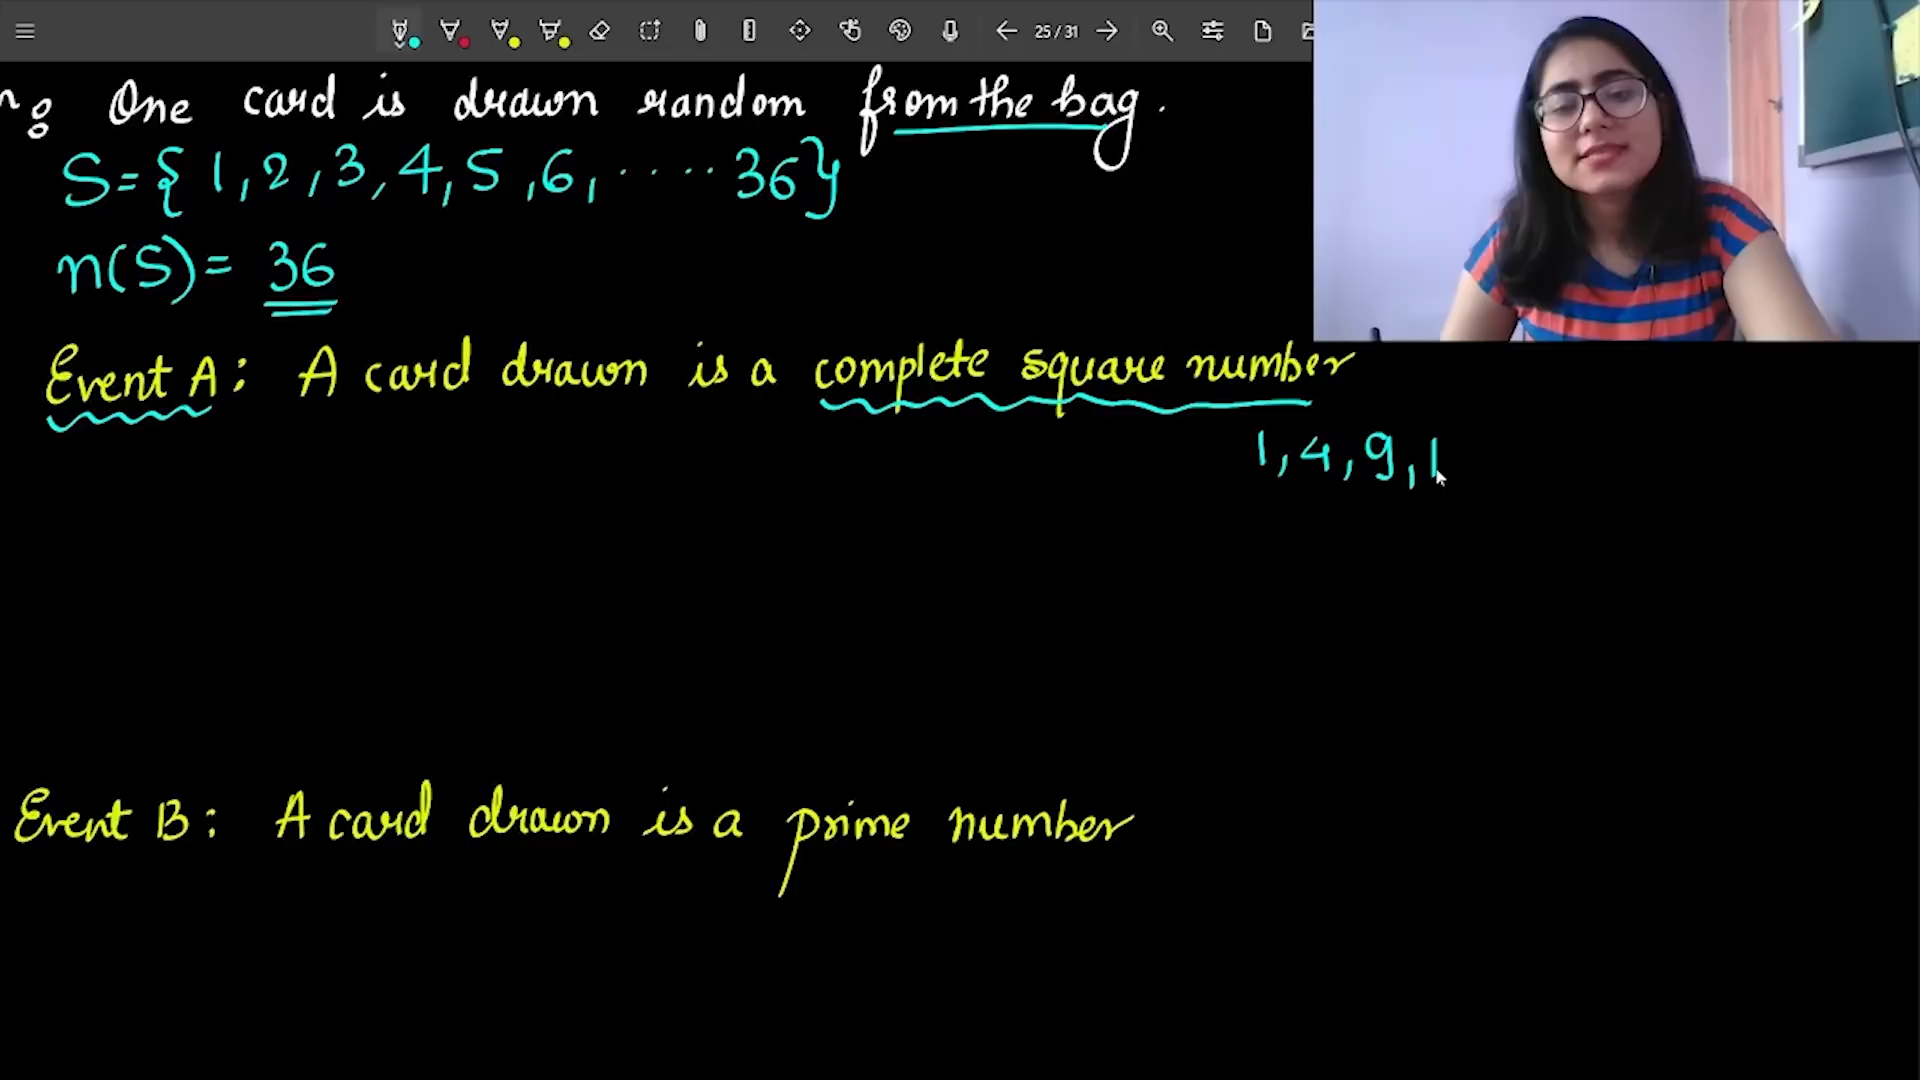 25/31
One card is drawn random from the bag.
S={ 1,2,3,4,5,6,.....36}
n(S)= 36
Event A: A card drawn is a complete square number
1,4,9,1
Event B: A card drawn is a prime number